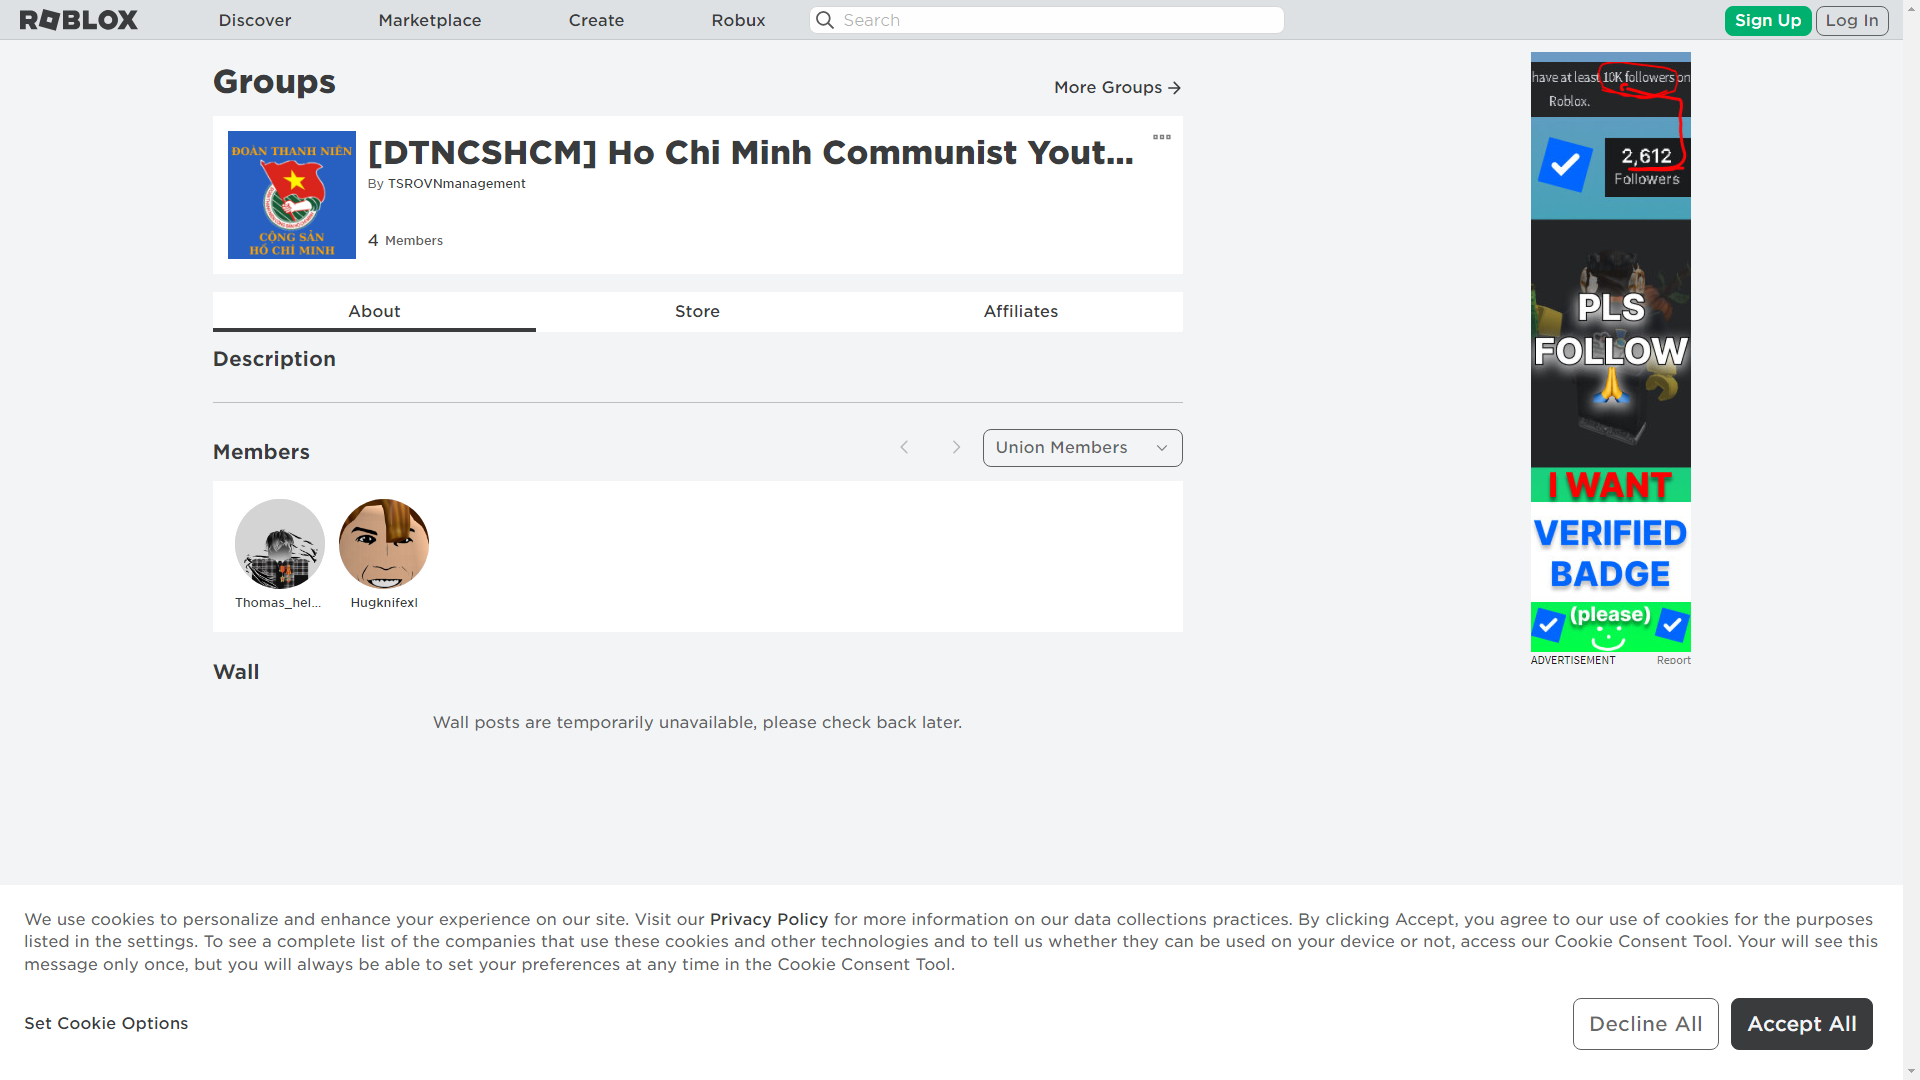 ROBLOX
Discover
Marketplace
Create
Robux
Search
Sign Up
Log In
Groups
More Groups
ĐOÀN THANH NIÊN
CỘNG SẢN
HỒ CHÍ MINH
[DTNCSHCM] Ho Chi Minh Communist Yout...
By TSROVNmanagement
4 Members
About
Store
Affiliates
Description
Members
Union Members
Thomas_hel...
Hugknifexl
Wall
Wall posts are temporarily unavailable, please check back later.
have at least 10K followers on
Roblox.
2,612
Followers
PLS
FOLLOW
I WANT
VERIFIED
BADGE
(please)
ADVERTISEMENT
Report
We use cookies to personalize and enhance your experience on our site. Visit our Privacy Policy for more information on our data collections practices. By clicking Accept, you agree to our use of cookies for the purposes
listed in the settings. To see a complete list of the companies that use these cookies and other technologies and to tell us whether they can be used on your device or not, access our Cookie Consent Tool. Your will see this
message only once, but you will always be able to set your preferences at any time in the Cookie Consent Tool.
Set Cookie Options
Decline All
Accept All